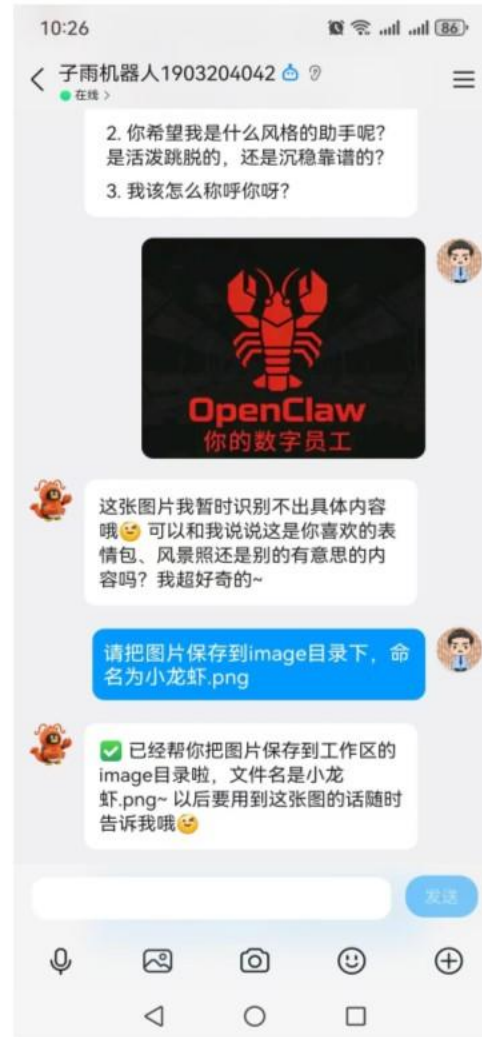 10:26
86
子雨机器人1903204042
在线 >
2. 你希望我是什么风格的助手呢?
是活泼跳脱的，还是沉稳靠谱的?
3. 我该怎么称呼你呀?
OpenClaw
你的数字员工
这张图片我暂时识别不出具体内容
哦 可以和我说说这是你喜欢的表
情包、风景照还是别的有意思的内
容吗？我超好奇的~
请把图片保存到image目录下，命
名为小龙虾.png
已经帮你把图片保存到工作区的
image目录啦，文件名是小龙
虾.png~ 以后要用到这张图的话随时
告诉我哦
发送